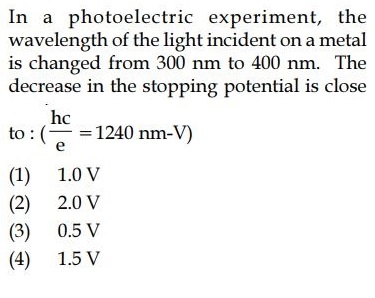 In a photoelectric experiment, the
wavelength of the light incident on a metal
is changed from 300 nm to 400 nm. The
decrease in the stopping potential is close
to : (hc/e = 1240 nm-V)
(1) 1.0 V
(2) 2.0 V
(3) 0.5 V
(4) 1.5 V